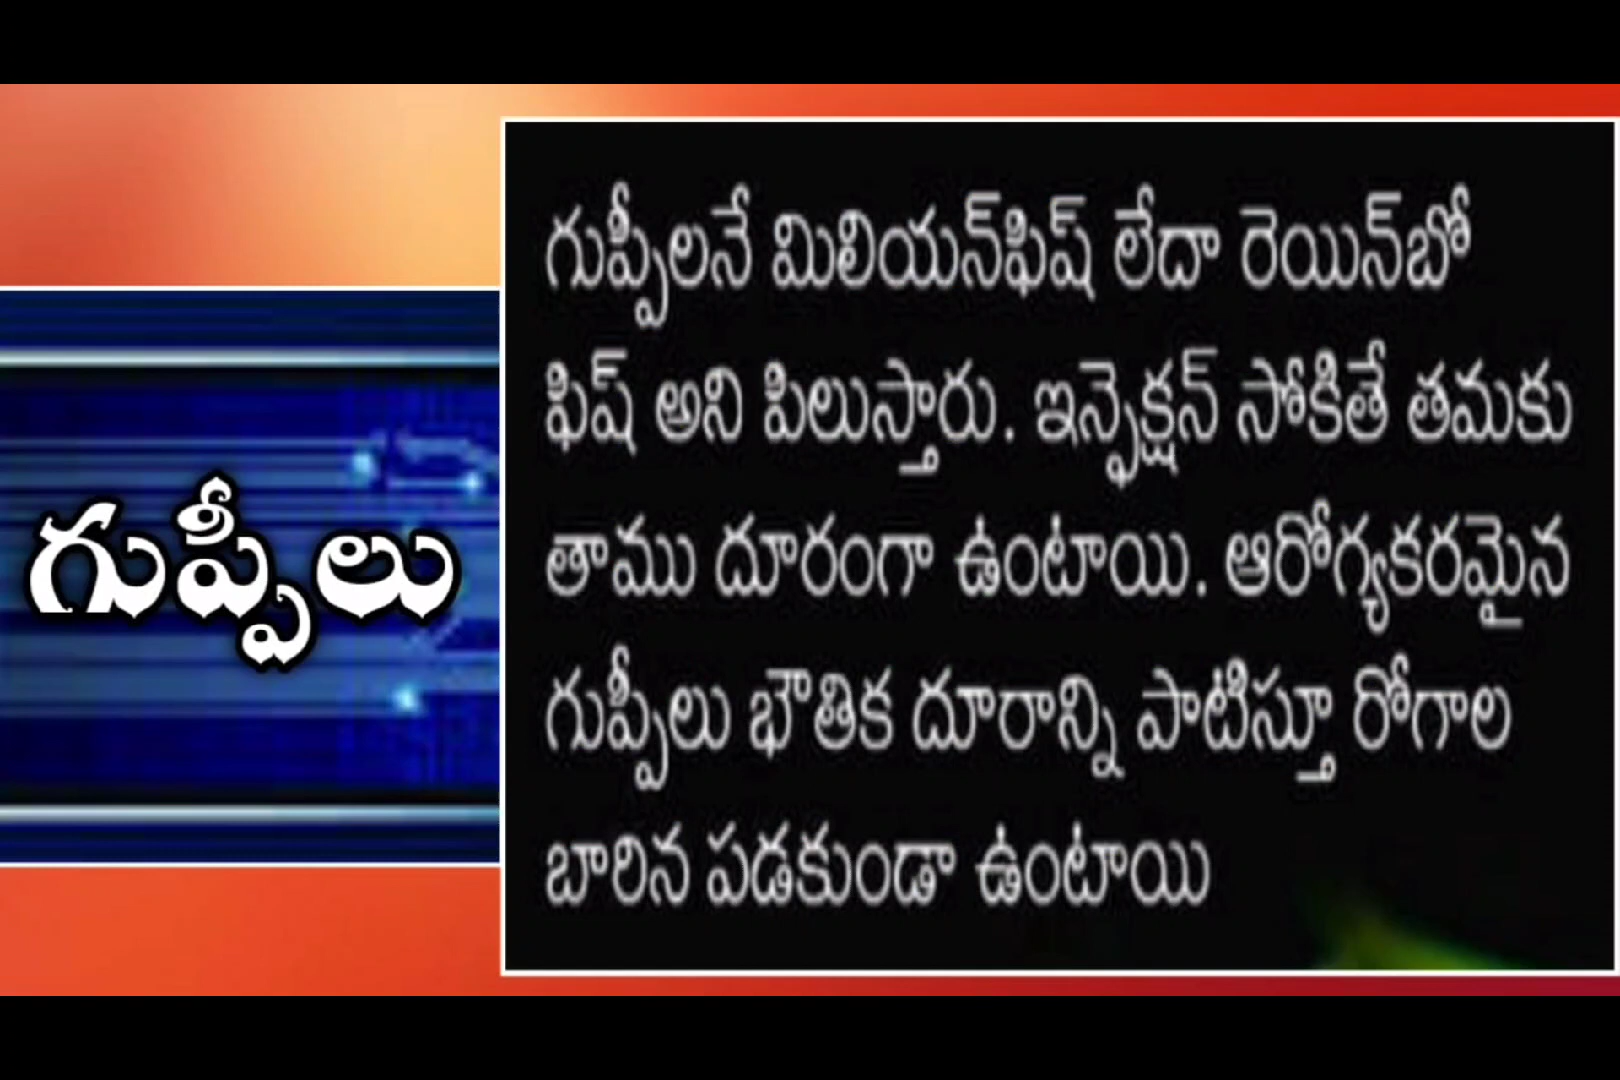 గుప్పీలు
గుప్పీలనే మిలియన్‌ఫిష్ లేదా రెయిన్‌బో
ఫిష్ అని పిలుస్తారు. ఇన్ఫెక్షన్ సోకితే తమకు
తాము దూరంగా ఉంటాయి. ఆరోగ్యకరమైన
గుప్పీలు భౌతిక దూరాన్ని పాటిస్తూ రోగాల
బారిన పడకుండా ఉంటాయి